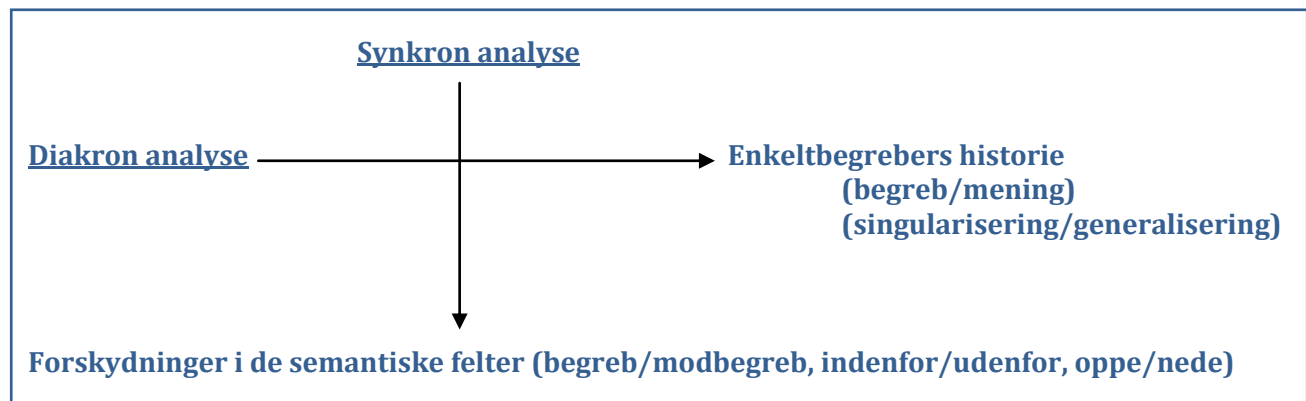 Synkron analyse
Diakron analyse
Enkeltbegrebers historie
(begreb/mening)
(singularisering/generalisering)
Forskydninger i de semantiske felter (begreb/modbegreb, indenfor/udenfor, oppe/nede)